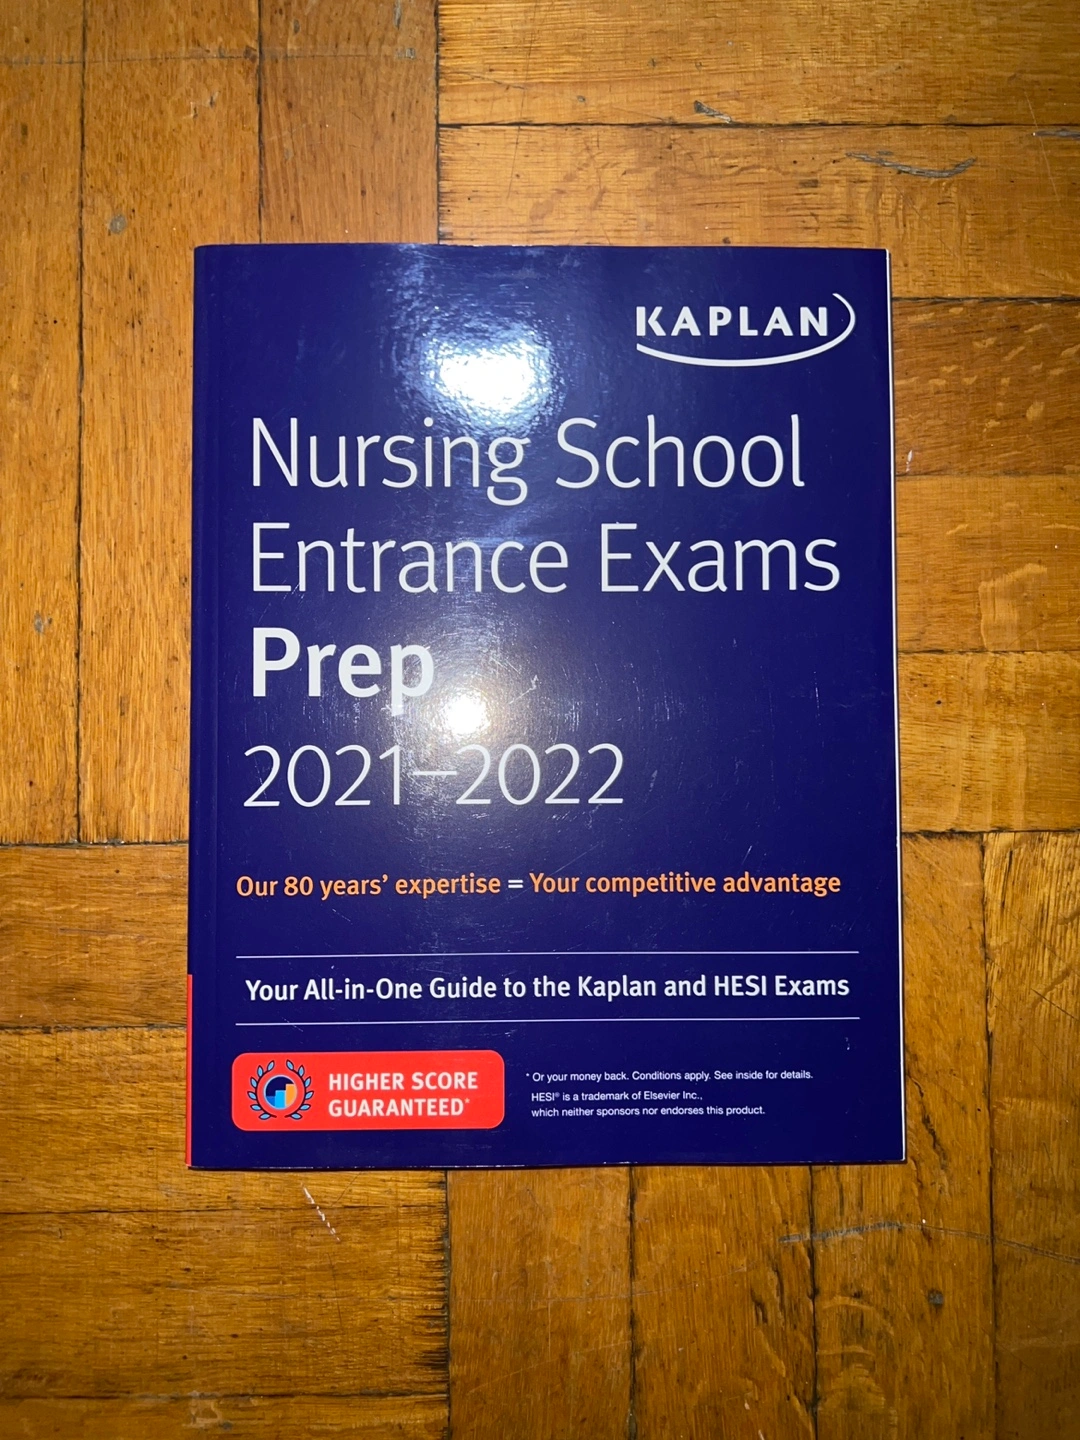 KAPLAN
Nursing School
Entrance Exams
Prep
2021–2022
Our 80 years’ expertise = Your competitive advantage
Your All-in-One Guide to the Kaplan and HESI Exams
HIGHER SCORE
GUARANTEED*
* Or your money back. Conditions apply. See inside for details.
HESI® is a trademark of Elsevier Inc.,
which neither sponsors nor endorses this product.